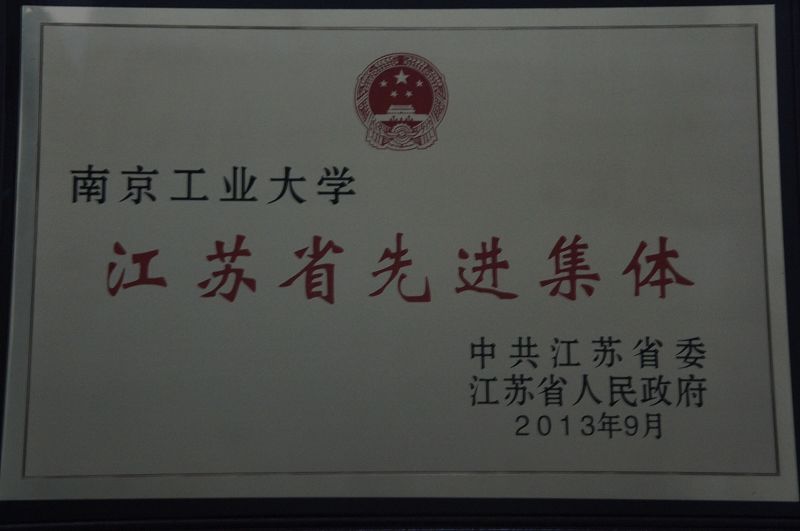 南京工业大学
江苏省先进集体
中共江苏省委
江苏省人民政府
2013年9月